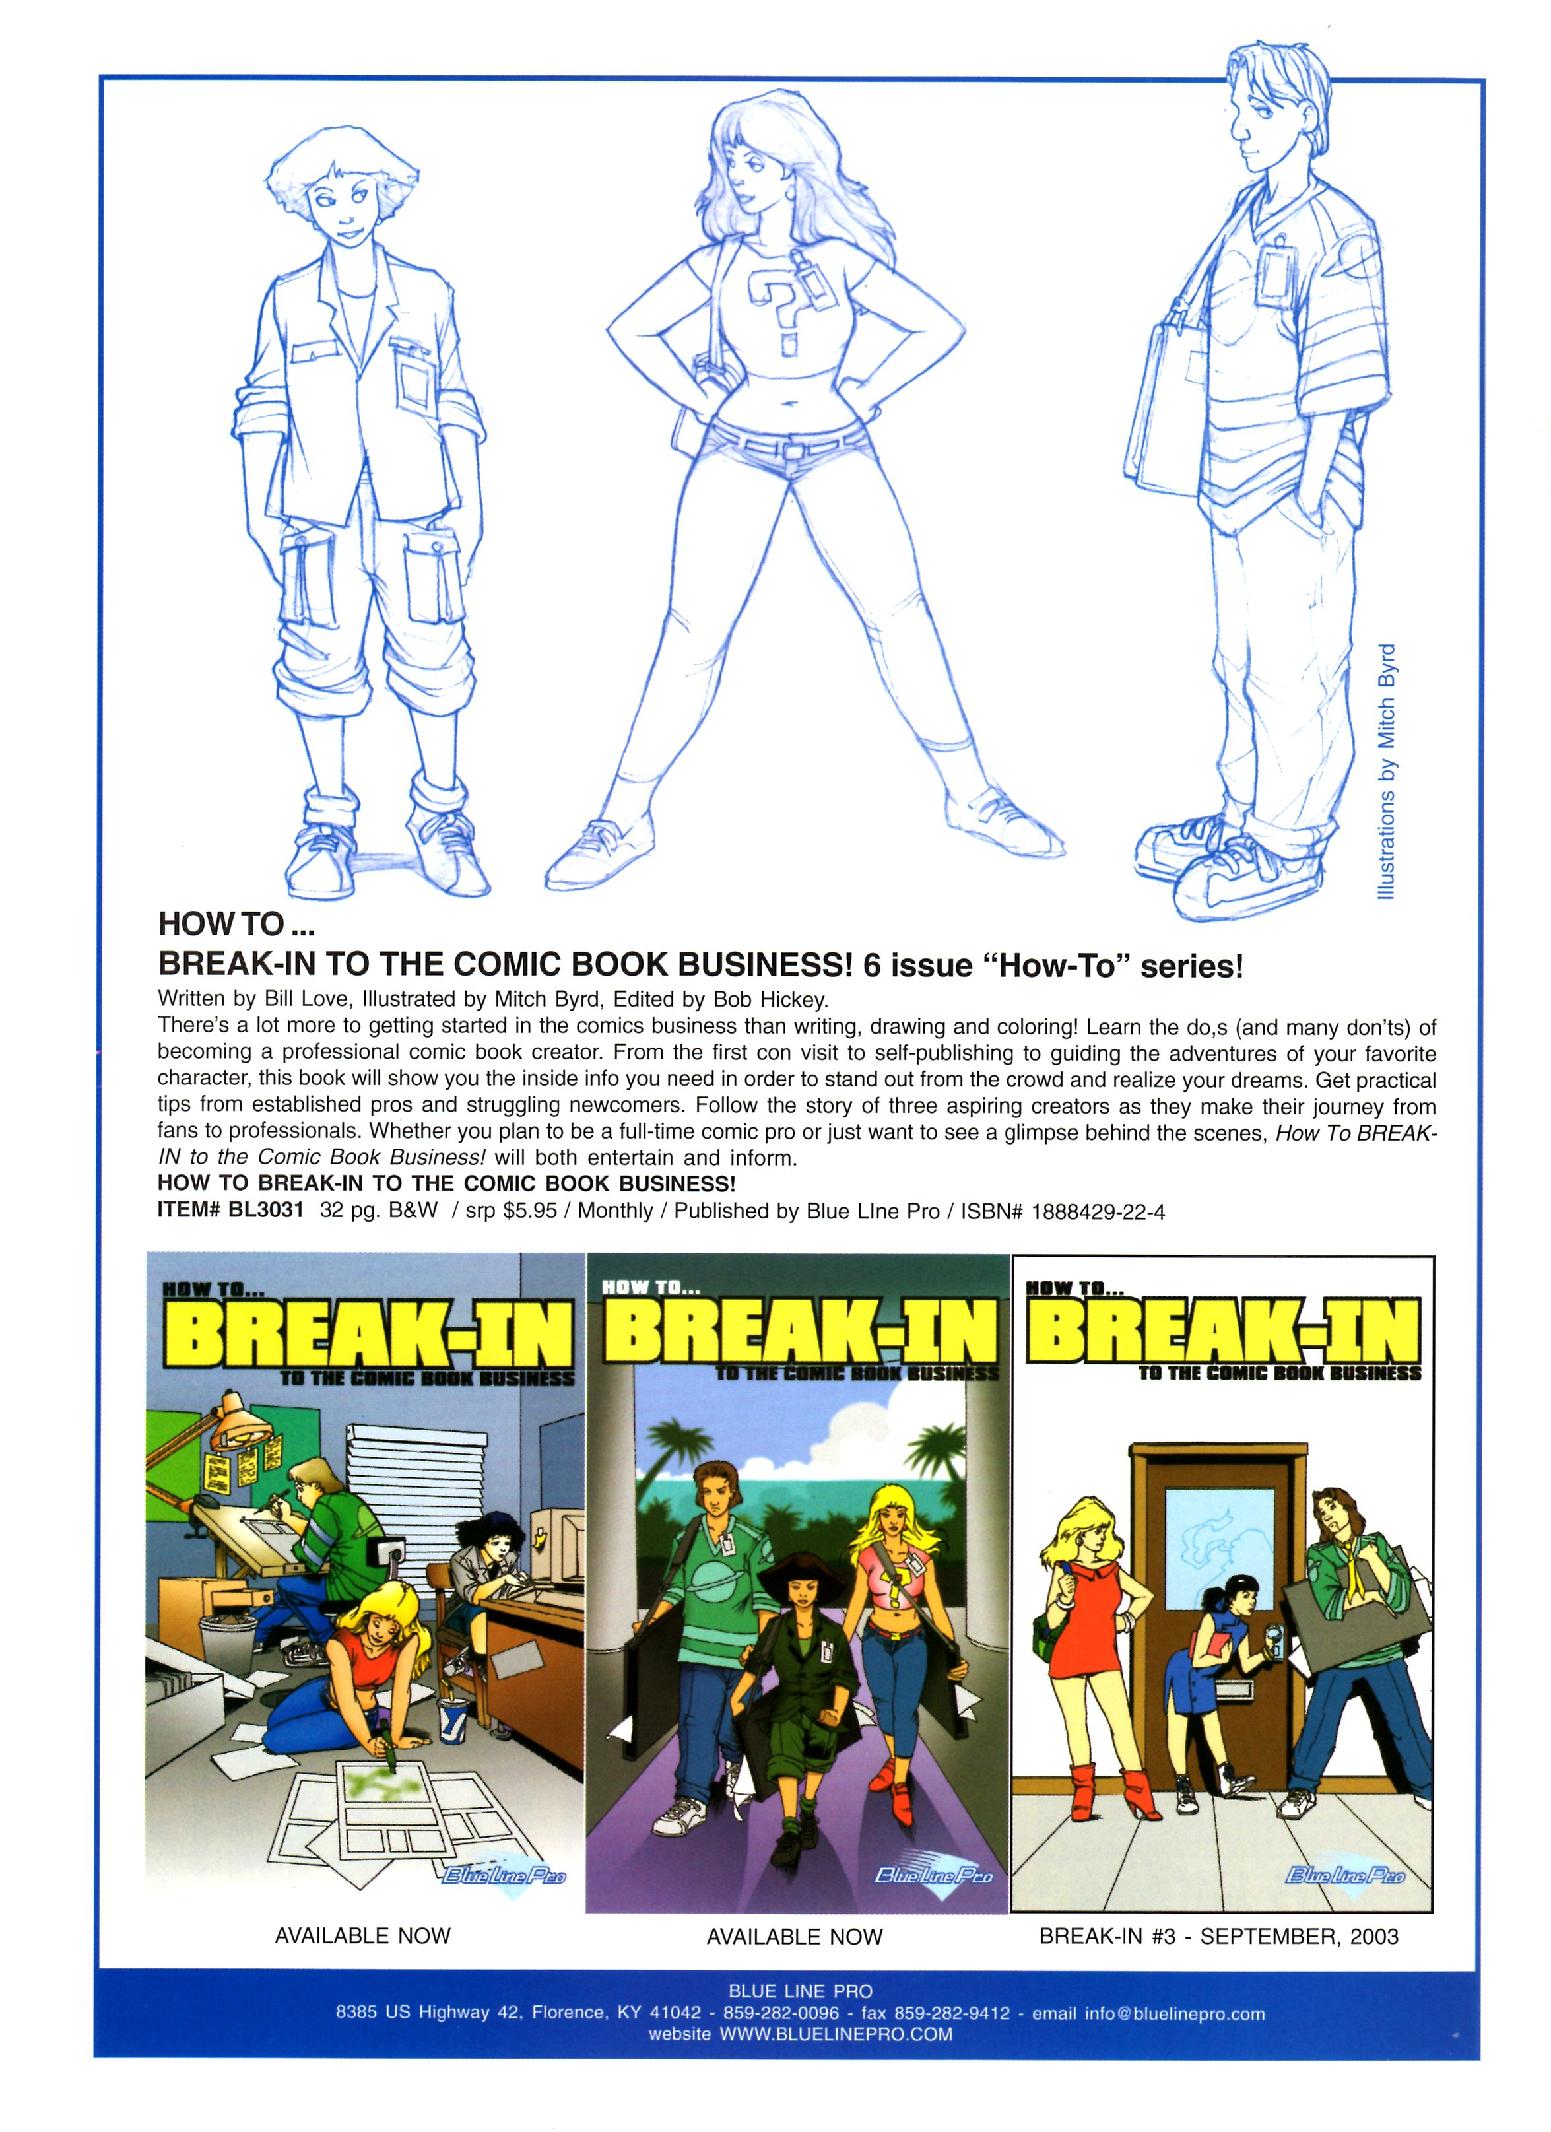 ?
Illustrations by Mitch Byrd
HOW TO ...
BREAK-IN TO THE COMIC BOOK BUSINESS! 6 issue “How-To” series!
Written by Bill Love, Illustrated by Mitch Byrd, Edited by Bob Hickey.
There's a lot more to getting started in the comics business than writing, drawing and coloring! Learn the do,s (and many don'ts) of
becoming a professional comic book creator. From the first con visit to self-publishing to guiding the adventures of your favorite
character, this book will show you the inside info you need in order to stand out from the crowd and realize your dreams. Get practical
tips from established pros and struggling newcomers. Follow the story of three aspiring creators as they make their journey from
fans to professionals. Whether you plan to be a full-time comic pro or just want to see a glimpse behind the scenes, How To BREAK-
IN to the Comic Book Business! will both entertain and inform.
HOW TO BREAK-IN TO THE COMIC BOOK BUSINESS!
ITEM# BL3031 32 pg. B&W / srp $5.95 / Monthly / Published by Blue LIne Pro / ISBN# 1888429-22-4
HOW TO...
BREAK-IN
TO THE COMIC BOOK BUSINESS
Blue Line Pro
AVAILABLE NOW
HOW TO...
BREAK-IN
TO THE COMIC BOOK BUSINESS
?
Blue Line Pro
AVAILABLE NOW
HOW TO...
BREAK-IN
TO THE COMIC BOOK BUSINESS
Blue Line Pro
BREAK-IN #3 - SEPTEMBER, 2003
BLUE LINE PRO
8385 US Highway 42, Florence, KY 41042 - 859-282-0096 - fax 859-282-9412 - email info@bluelinepro.com
website WWW.BLUELINEPRO.COM